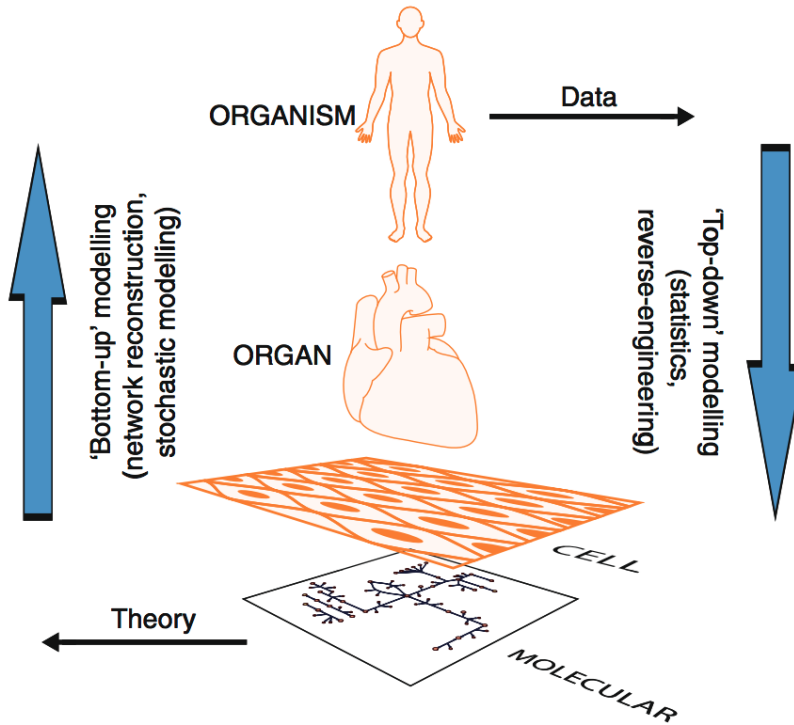 ORGANISM
Data
'Bottom-up' modelling
(network reconstruction,
stochastic modelling)
'Top-down' modelling
(statistics,
reverse-engineering)
ORGAN
CELL
Theory
MOLECULAR